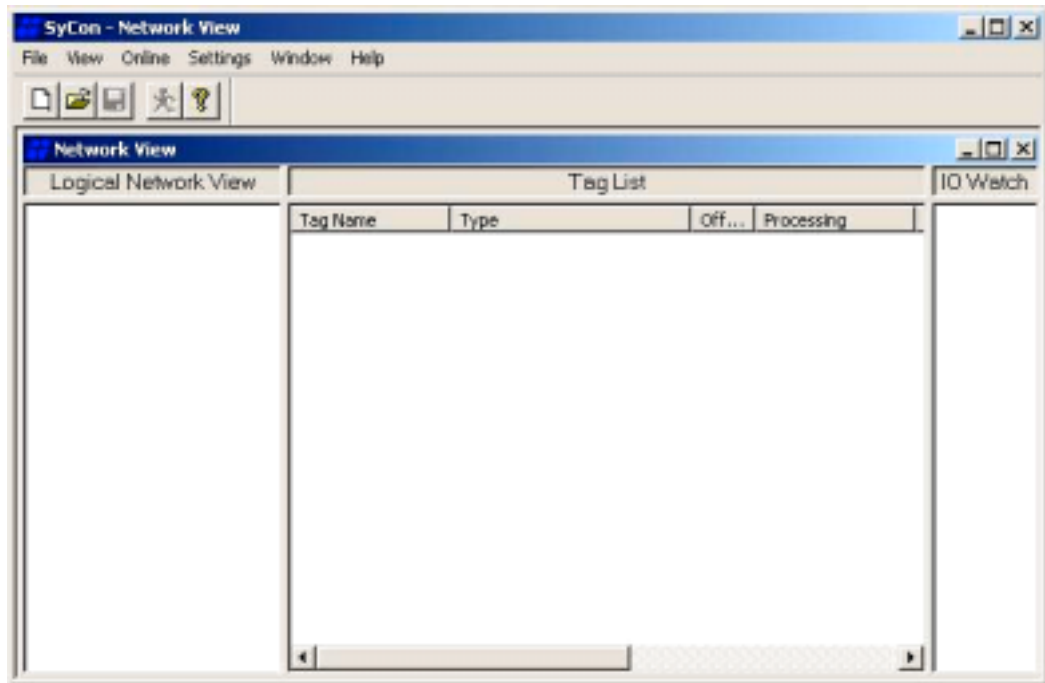 SyCon - Network View
File View Online Settings Window Help
Network View
Logical Network View Tag List IO Watch
Tag Name Type Off... Processing